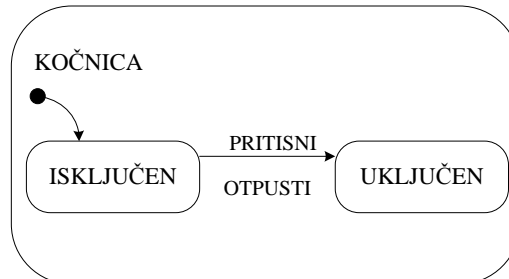 KOČNICA
PRITISNI
ISKLJUČEN
OTPUSTI
UKLJUČEN